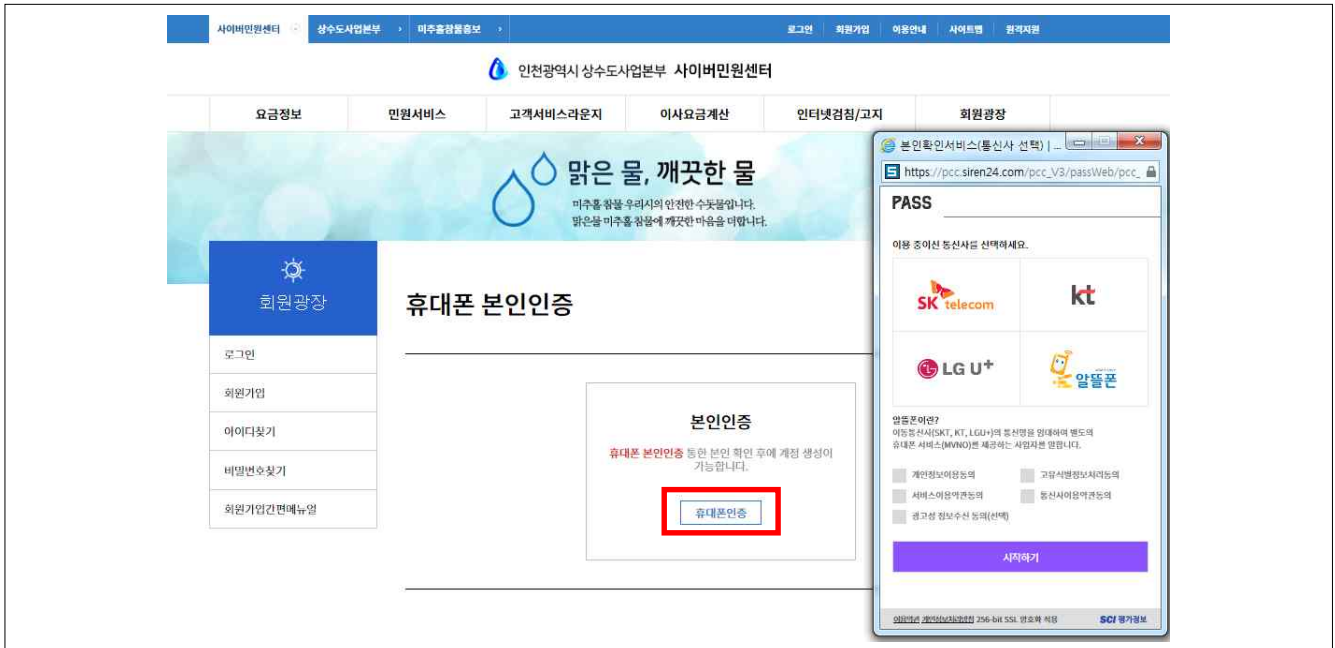 사이버민원센터 상수도사업본부 › 미추홀참물홍보 › 로그인 회원가입 이용안내 사이트맵 원격지원
인천광역시 상수도사업본부 사이버민원센터
요금정보 민원서비스 고객서비스라운지 이사요금계산 인터넷검침/고지 회원광장
맑은 물, 깨끗한 물
미추홀 참물 우리시의 안전한 수돗물입니다.
맑은물 미추홀 참물에 깨끗한 마음을 더합니다.
회원광장
로그인
회원가입
아이디찾기
비밀번호찾기
회원가입간편메뉴얼
휴대폰 본인인증
본인인증
휴대폰 본인인증 통한 본인 확인 후에 계정 생성이
가능합니다.
휴대폰인증
본인확인서비스(통신사 선택) | ...
https://pcc.siren24.com/pcc_V3/passWeb/pcc_
PASS
이용 중이신 통신사를 선택하세요.
SK telecom kt
LG U+ 알뜰폰
알뜰폰이란?
이동통신사(SKT, KT, LGU+)의 통신망을 임대하여 별도의
휴대폰 서비스(MVNO)를 제공하는 사업자를 말합니다.
개인정보이용동의 고유식별정보처리동의
서비스이용약관동의 통신사이용약관동의
광고성 정보수신 동의(선택)
시작하기
이용약관 개인정보처리방침 256-bit SSL 암호화 적용 SCI 평가정보